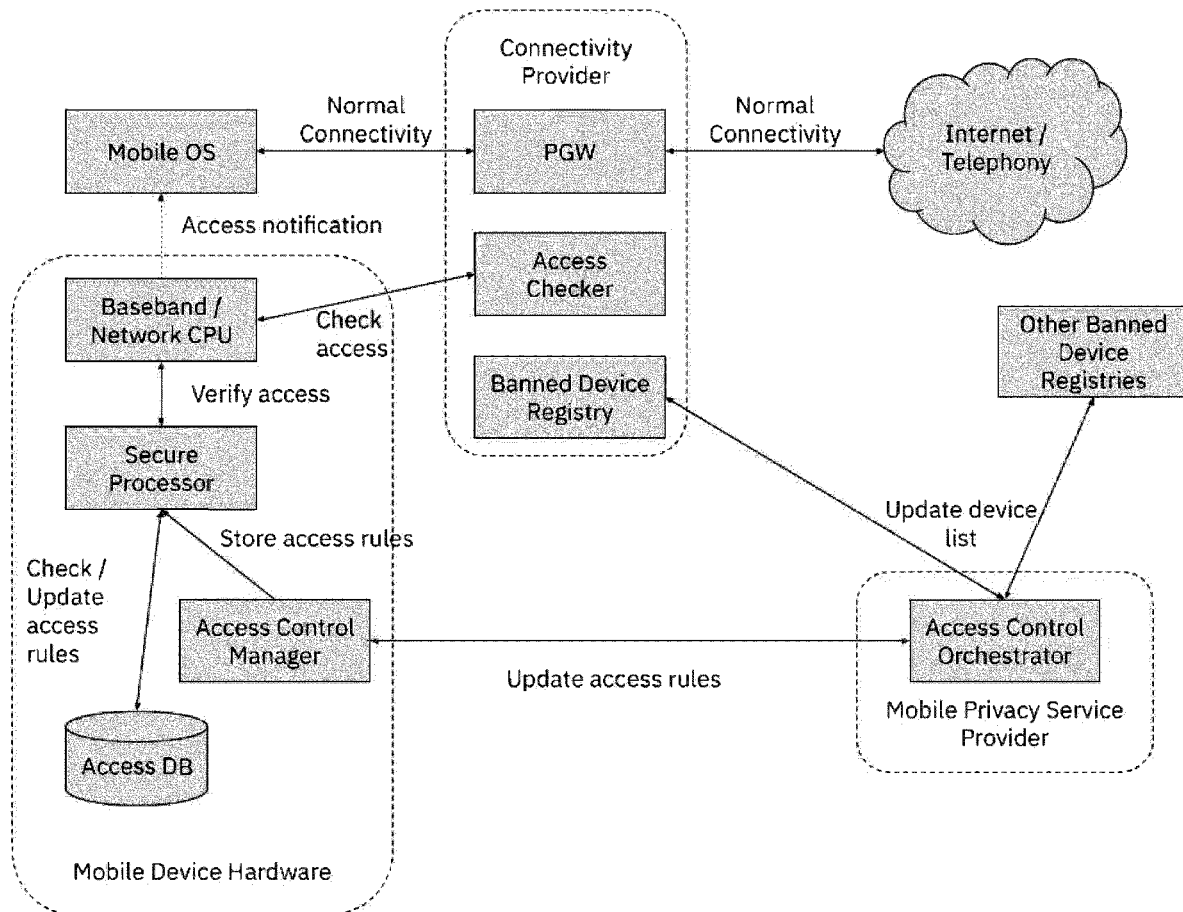 Connectivity
Provider
Mobile OS
Normal
Connectivity
PGW
Normal
Connectivity
Internet /
Telephony
Access notification
Baseband /
Network CPU
Check
access
Access
Checker
Other Banned
Device
Registries
Verify access
Banned Device
Registry
Secure
Processor
Store access rules
Update device
list
Check /
Update
access
rules
Access Control
Manager
Update access rules
Access Control
Orchestrator
Mobile Privacy Service
Provider
Access DB
Mobile Device Hardware